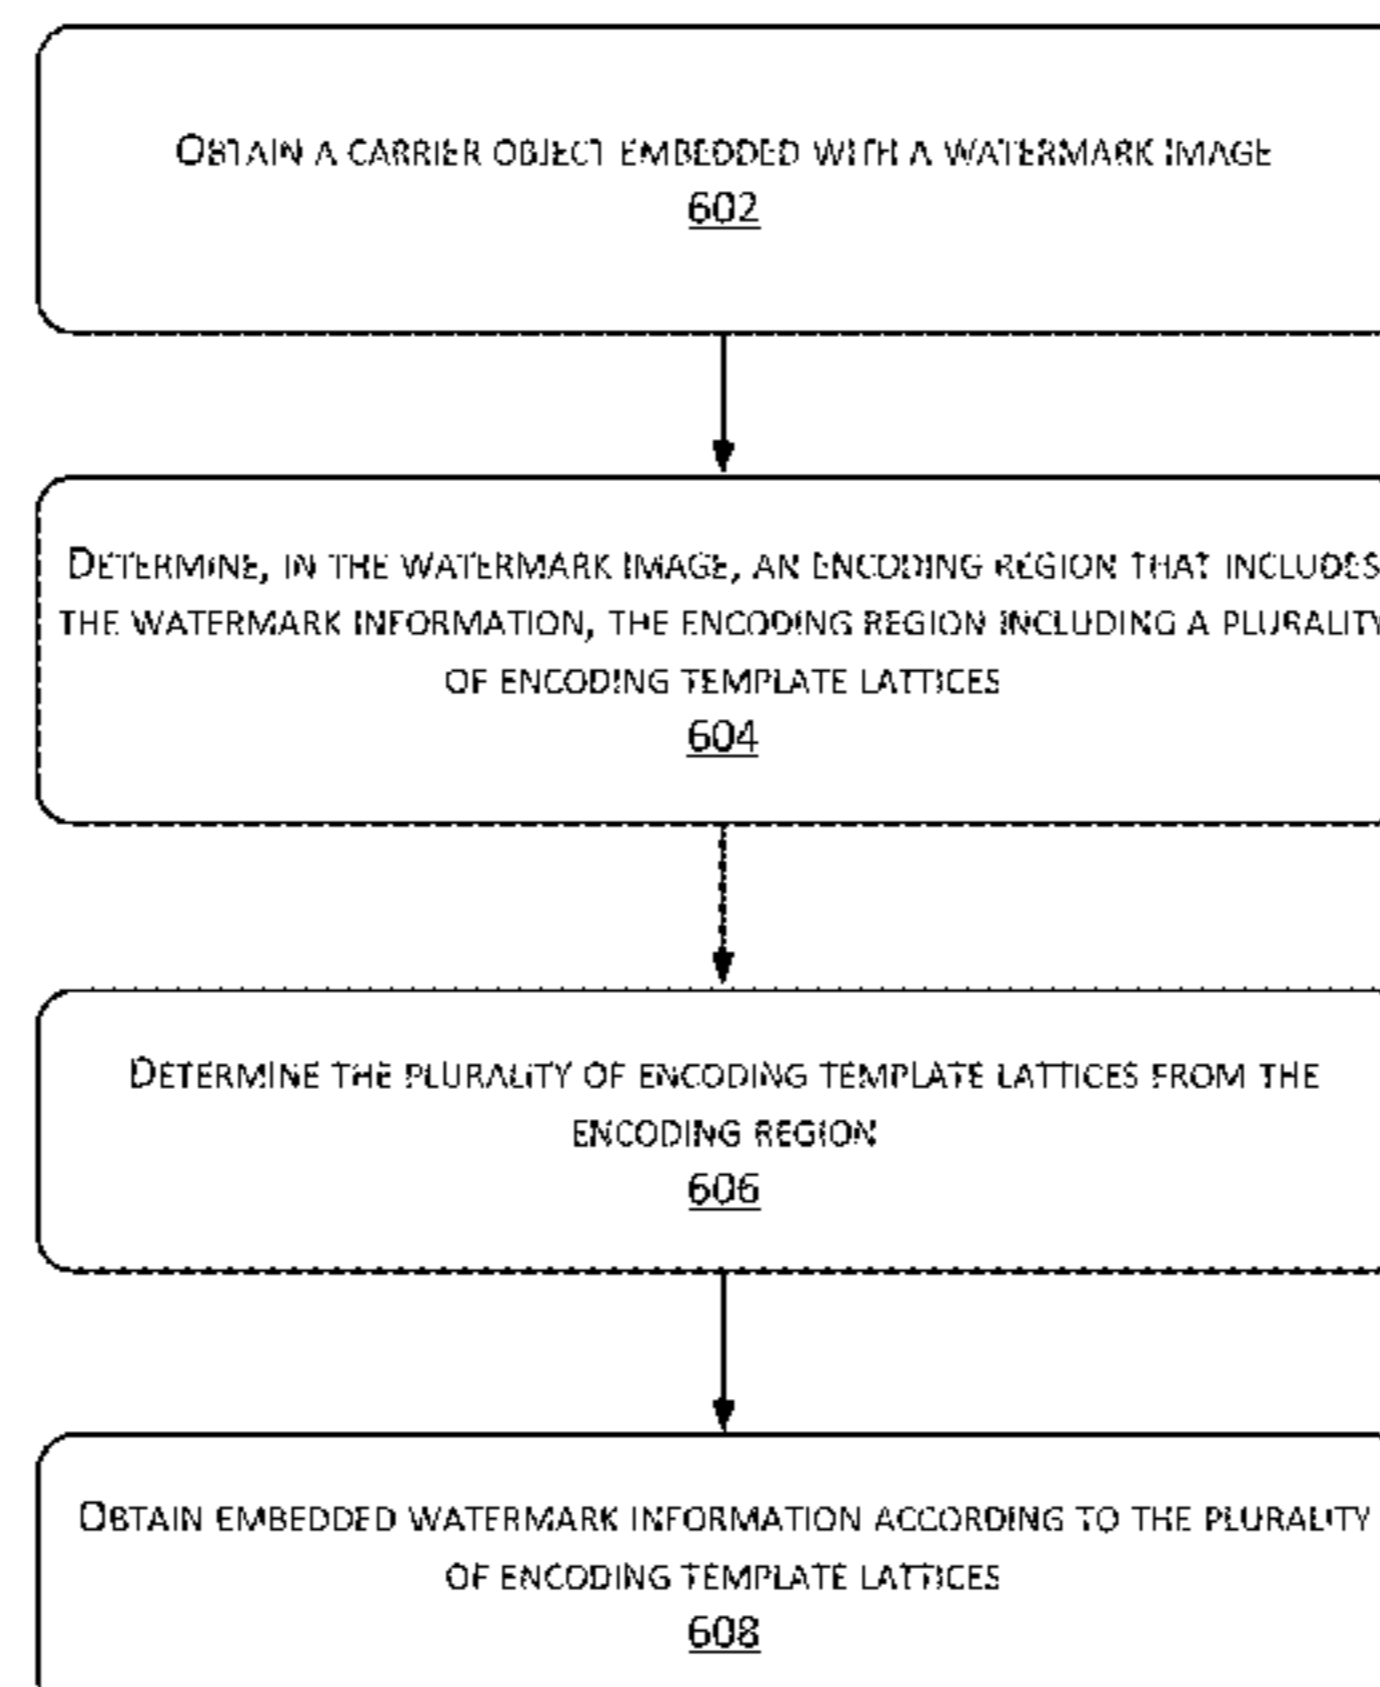 OBTAIN A CARRIER OBJECT EMBEDDED WITH A WATERMARK IMAGE
602
DETERMINE, IN THE WATERMARK IMAGE, AN ENCODING REGION THAT INCLUDES
THE WATERMARK INFORMATION, THE ENCODING REGION INCLUDING A PLURALITY
OF ENCODING TEMPLATE LATTICES
604
DETERMINE THE PLURALITY OF ENCODING TEMPLATE LATTICES FROM THE
ENCODING REGION
606
OBTAIN EMBEDDED WATERMARK INFORMATION ACCORDING TO THE PLURALITY
OF ENCODING TEMPLATE LATTICES
608